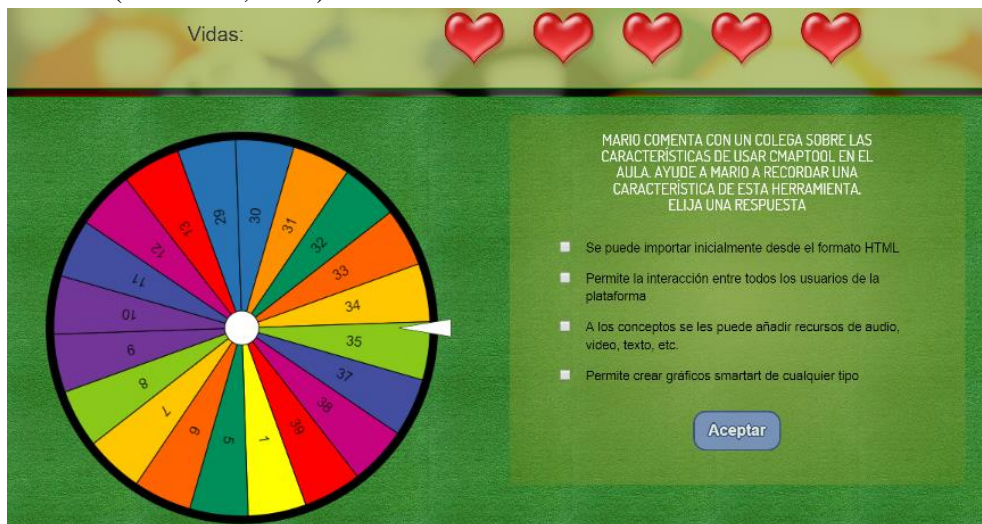 Vidas:
MARIO COMENTA CON UN COLEGA SOBRE LAS
CARACTERÍSTICAS DE USAR CMAPTOOL EN EL
AULA. AYUDE A MARIO A RECORDAR UNA
CARACTERÍSTICA DE ESTA HERRAMIENTA.
ELIJA UNA RESPUESTA
Se puede importar inicialmente desde el formato HTML
Permite la interacción entre todos los usuarios de la
plataforma
A los conceptos se les puede añadir recursos de audio,
video, texto, etc.
Permite crear gráficos smartart de cualquier tipo
Aceptar
29
30
31
32
33
34
35
37
38
39
1
5
6
7
8
9
10
11
12
13